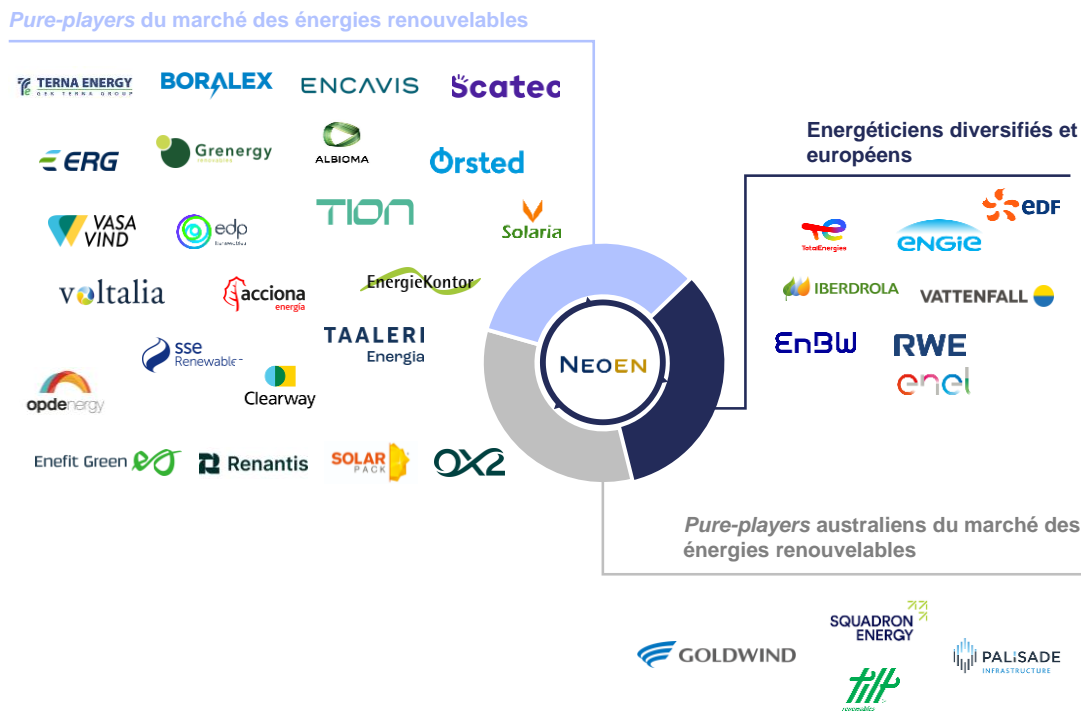 Pure-players du marché des énergies renouvelables
TERNA ENERGY
GEK TERNA GROUP
BORALEX
ENCAVIS
Scatec
ERG
Grenergy
renovables
ALBIOMA
Ørsted
VASA
VIND
edp
TION
Solaria
voltalia
acciona
energía
EnergieKontor
sse
Renewable
TAALERI
Energia
opdenergy
Clearway
Enefit Green
Renantis
SOLAR
PACK
OX2
NEOEN
Energéticiens diversifiés et
européens
EDF
TotalEnergies
ENGIE
IBERDROLA
VATTENFALL
EnBW
RWE
enel
Pure-players australiens du marché des
énergies renouvelables
GOLDWIND
SQUADRON
ENERGY
tilt
renewables
PALISADE
INFRASTRUCTURE